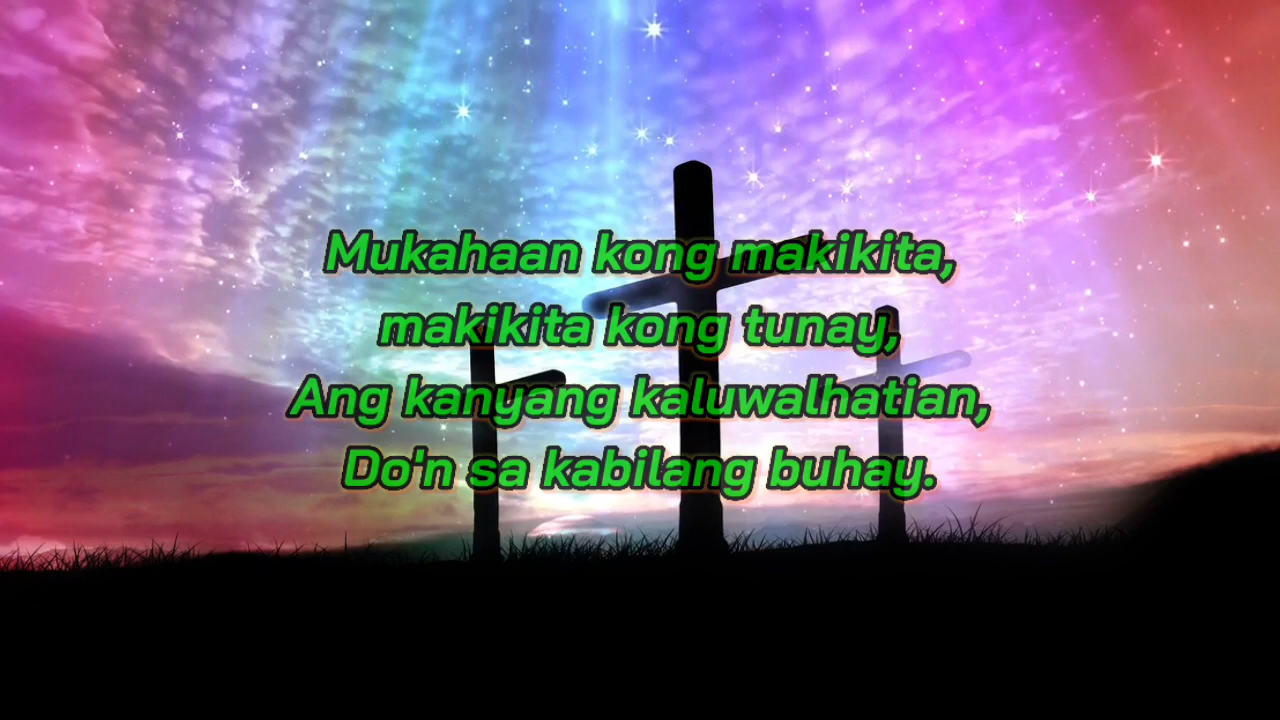 Mukahaan kong makikita,
makikita kong tunay,
Ang kanyang kaluwalhatian,
Do'n sa kabilang buhay.